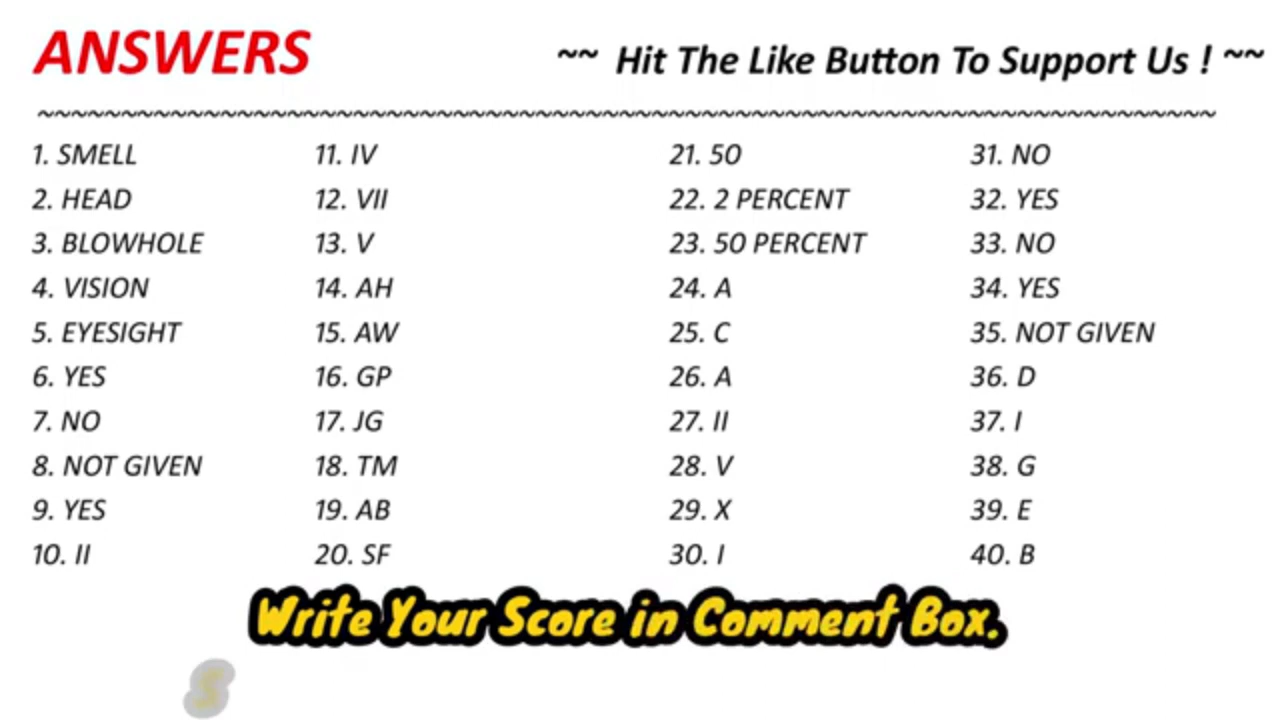 ANSWERS
~~ Hit The Like Button To Support Us ! ~~
~~~~~~~~~~~~~~~~~~~~~~~~~~~~~~~~~~~~~~~~~~~~~~~~~~~~~~~~~~~~~~~~~~~~~~~~
1. SMELL
2. HEAD
3. BLOWHOLE
4. VISION
5. EYESIGHT
6. YES
7. NO
8. NOT GIVEN
9. YES
10. II
11. IV
12. VII
13. V
14. AH
15. AW
16. GP
17. JG
18. TM
19. AB
20. SF
21. 50
22. 2 PERCENT
23. 50 PERCENT
24. A
25. C
26. A
27. II
28. V
29. X
30. I
31. NO
32. YES
33. NO
34. YES
35. NOT GIVEN
36. D
37. I
38. G
39. E
40. B
Write Your Score in Comment Box.
S